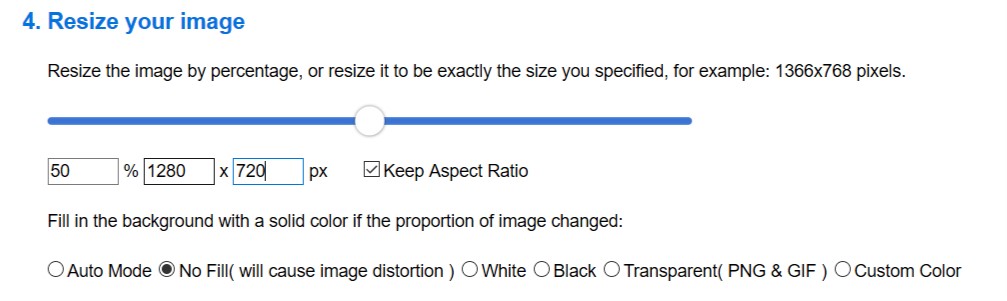 4. Resize your image
Resize the image by percentage, or resize it to be exactly the size you specified, for example: 1366x768 pixels.
50 % 1280 x 720 px Keep Aspect Ratio
Fill in the background with a solid color if the proportion of image changed:
Auto Mode No Fill( will cause image distortion ) White Black Transparent( PNG & GIF ) Custom Color